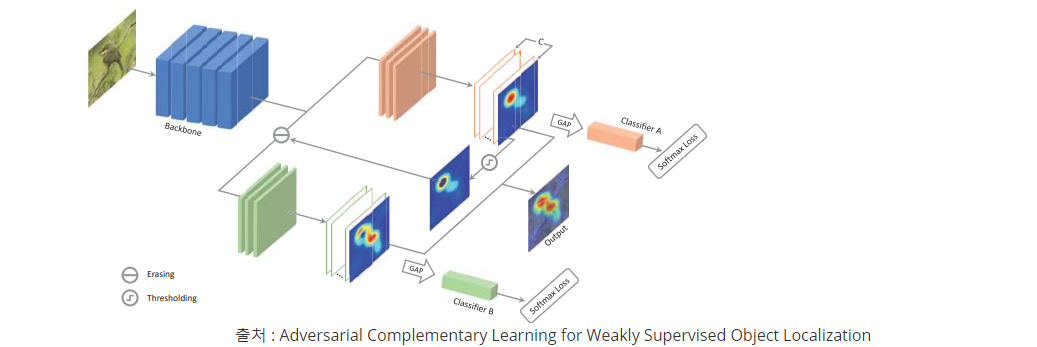 C
Backbone
GAP
Classifier A
Softmax Loss
...
Output
...
GAP
Classifier B
Softmax Loss
Erasing
Thresholding
출처 : Adversarial Complementary Learning for Weakly Supervised Object Localization